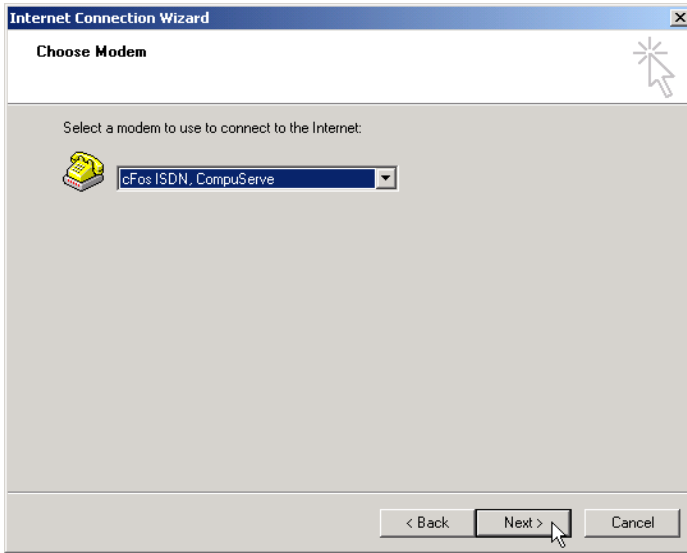 Internet Connection Wizard
Choose Modem
Select a modem to use to connect to the Internet:
cFos ISDN, CompuServe
< Back Next > Cancel